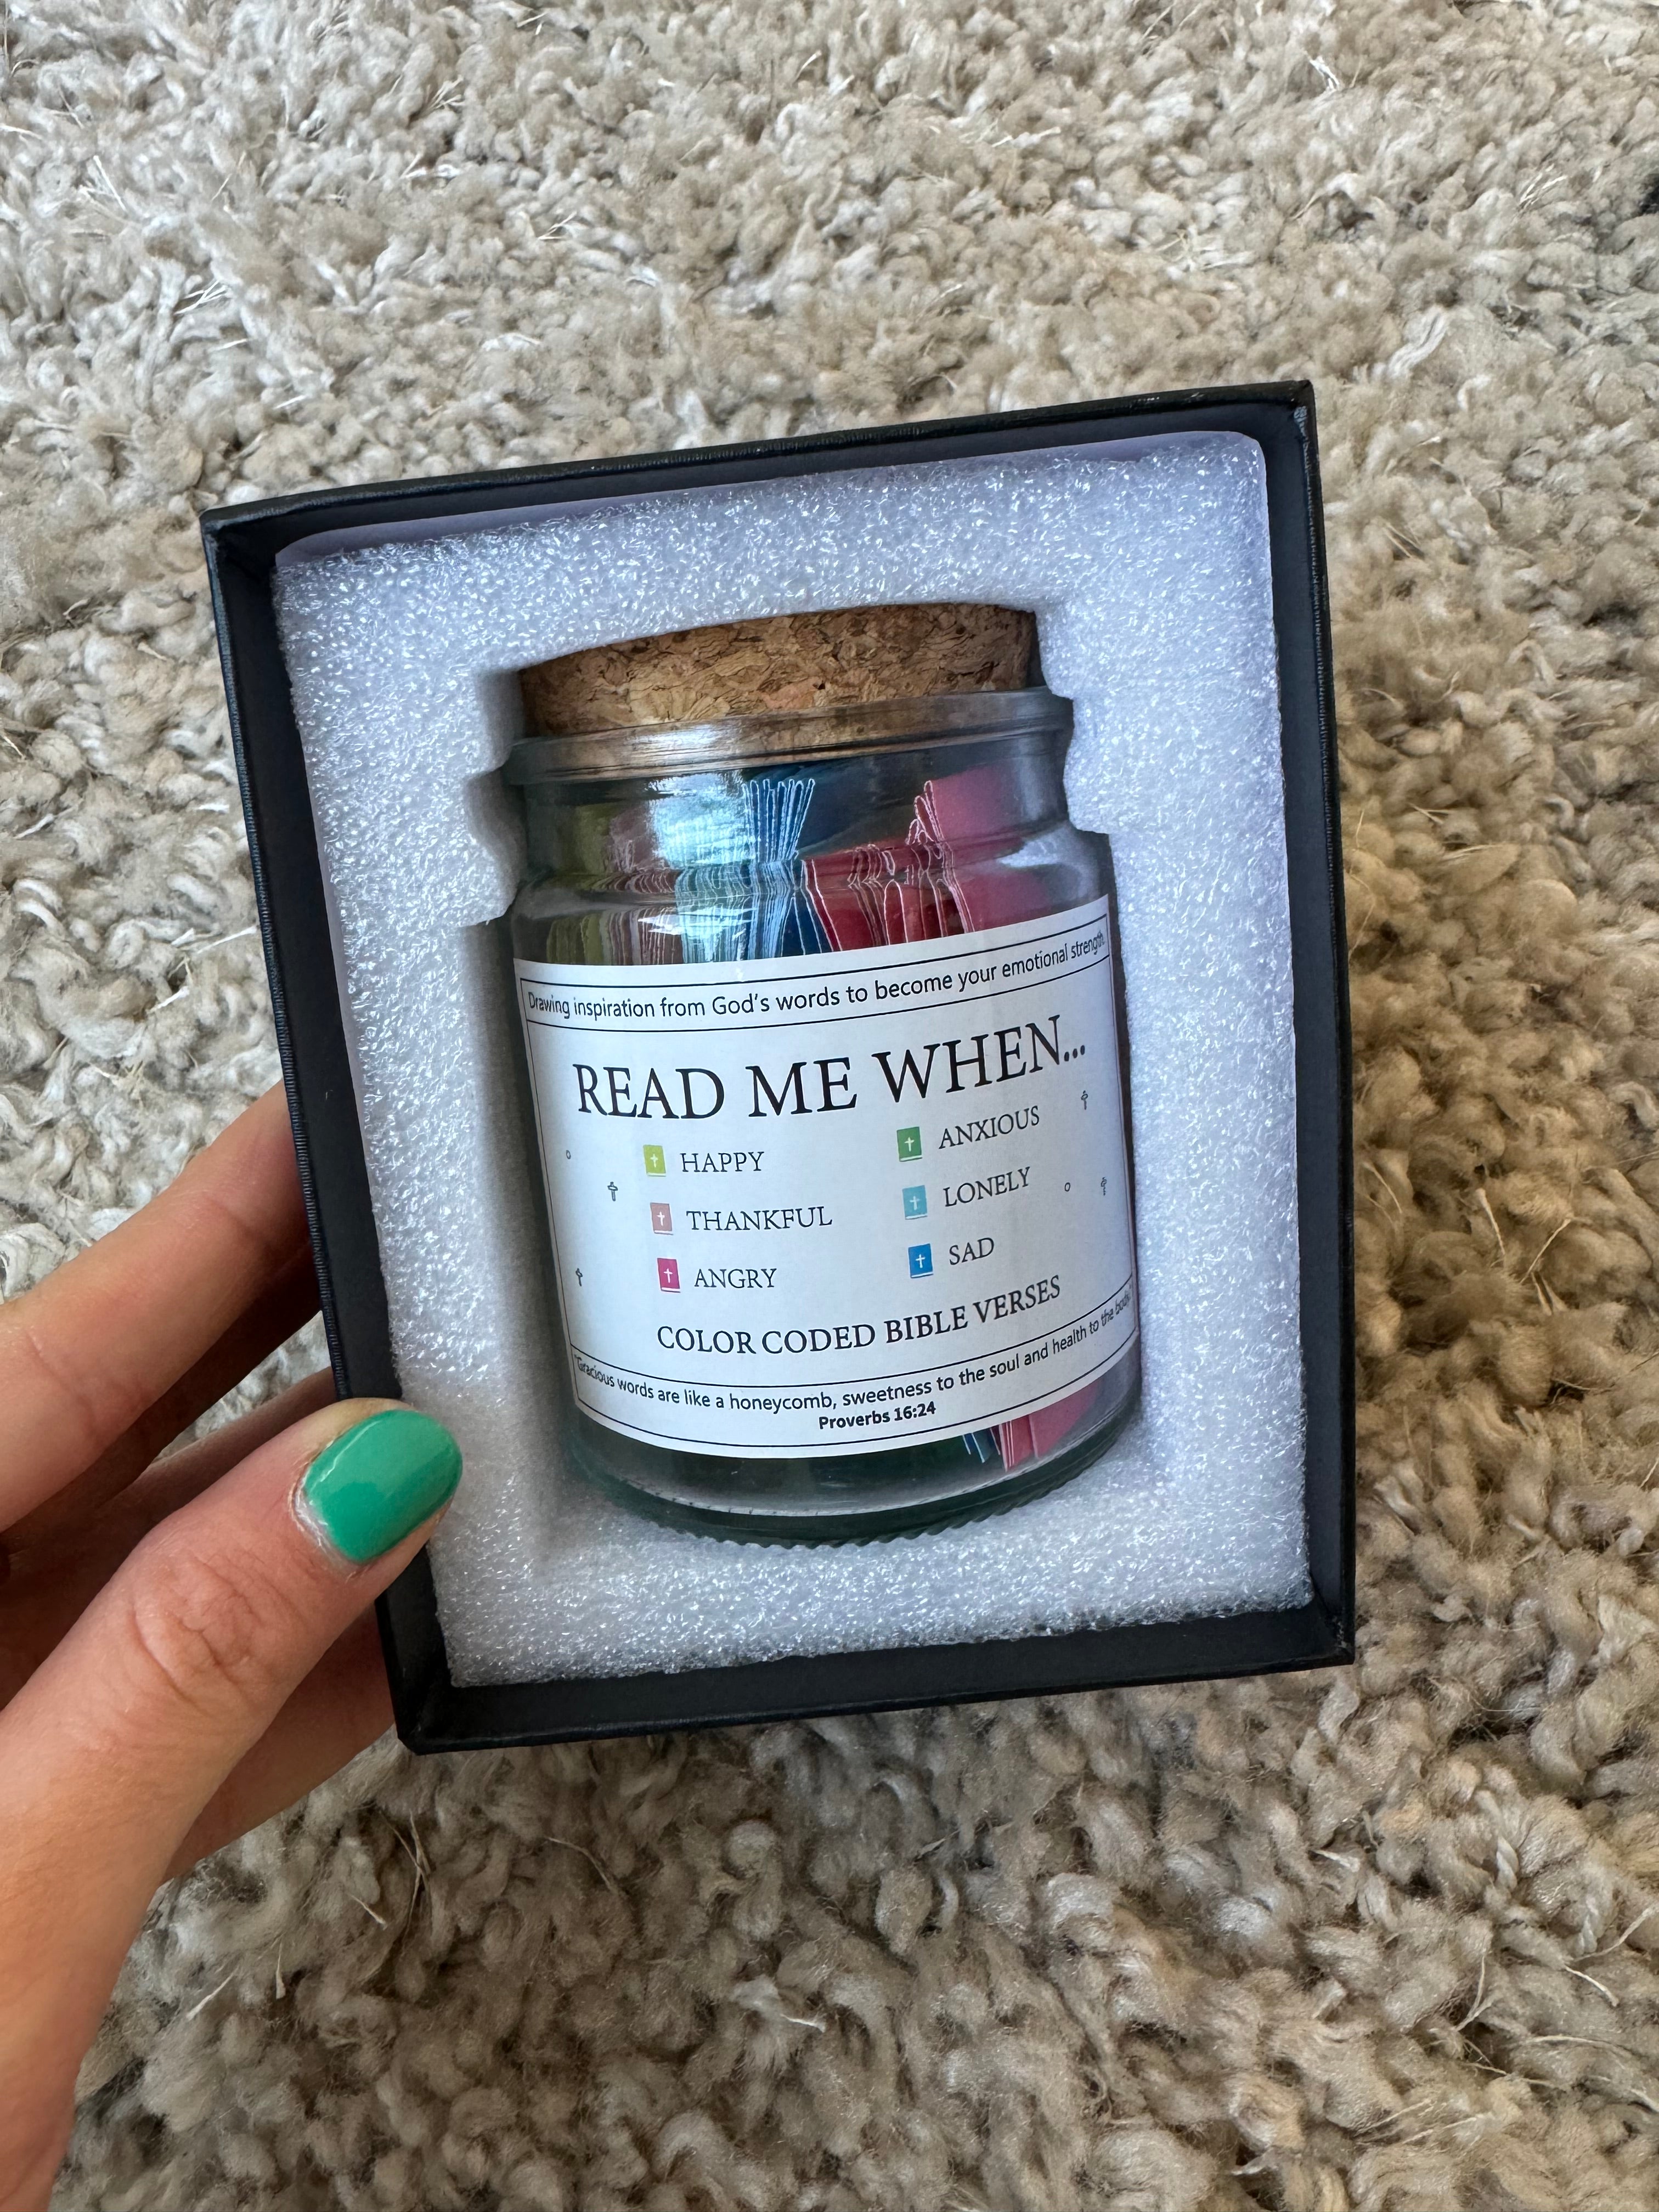 Drawing inspiration from God's words to become your emotional strength.
READ ME WHEN...
HAPPY
THANKFUL
ANGRY
ANXIOUS
LONELY
SAD
COLOR CODED BIBLE VERSES
"Gracious words are like a honeycomb, sweetness to the soul and health to the body."
Proverbs 16:24